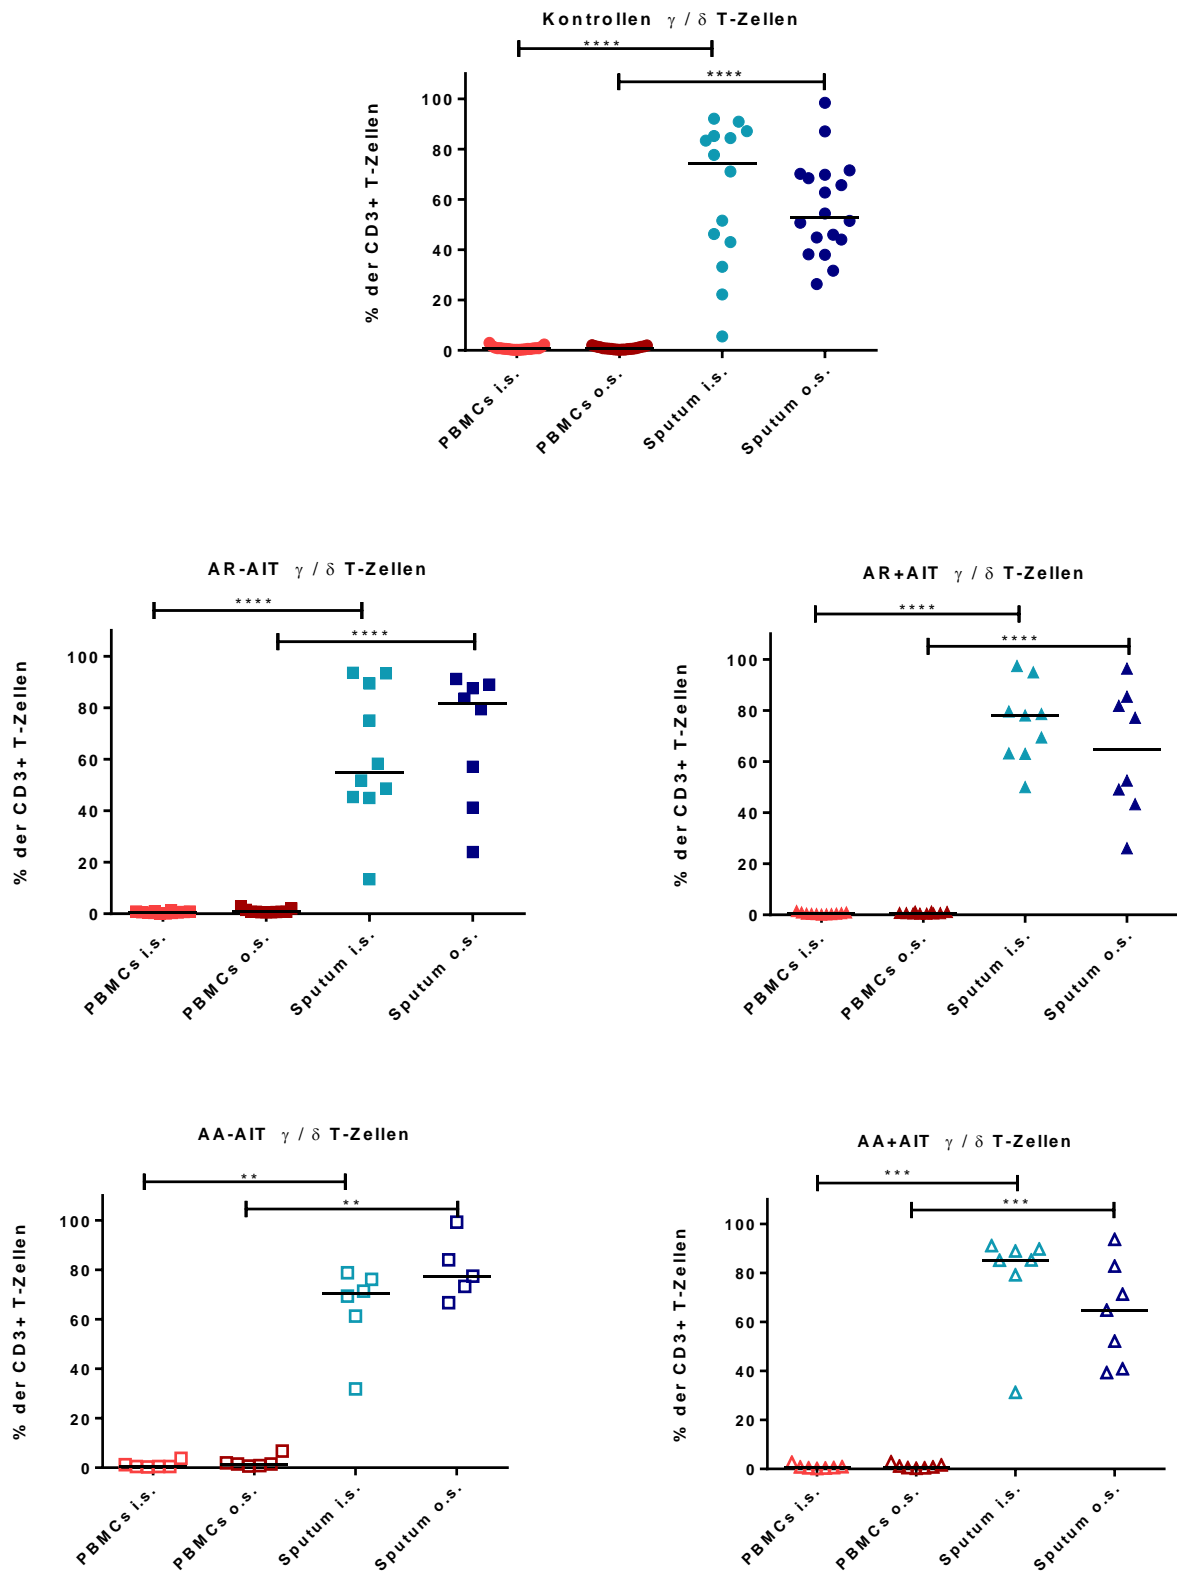 Kontrollen γ / δ T-Zellen
****
****
% der CD3+ T-Zellen
100
80
60
40
20
0
PBMCs i.s.
PBMCs o.s.
Sputum i.s.
Sputum o.s.
AR-AIT γ / δ T-Zellen
****
****
% der CD3+ T-Zellen
100
80
60
40
20
0
PBMCs i.s.
PBMCs o.s.
Sputum i.s.
Sputum o.s.
AR+AIT γ / δ T-Zellen
****
****
% der CD3+ T-Zellen
100
80
60
40
20
0
PBMCs i.s.
PBMCs o.s.
Sputum i.s.
Sputum o.s.
AA-AIT γ / δ T-Zellen
**
**
% der CD3+ T-Zellen
100
80
60
40
20
0
PBMCs i.s.
PBMCs o.s.
Sputum i.s.
Sputum o.s.
AA+AIT γ / δ T-Zellen
***
***
% der CD3+ T-Zellen
100
80
60
40
20
0
PBMCs i.s.
PBMCs o.s.
Sputum i.s.
Sputum o.s.